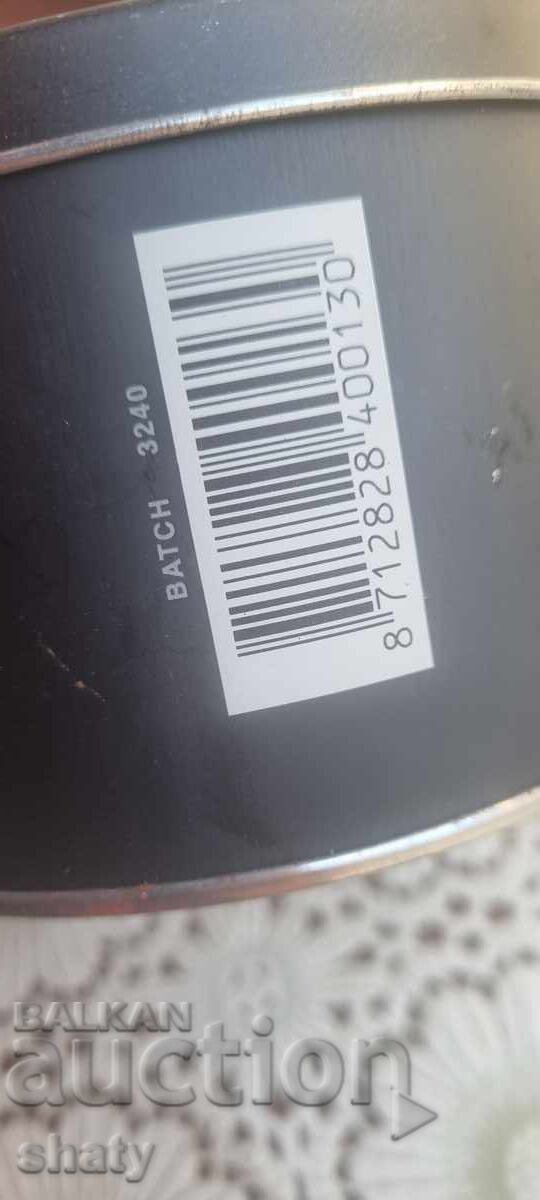 BATCH 3240
8 712828 400130
BALKAN
auction
shaty